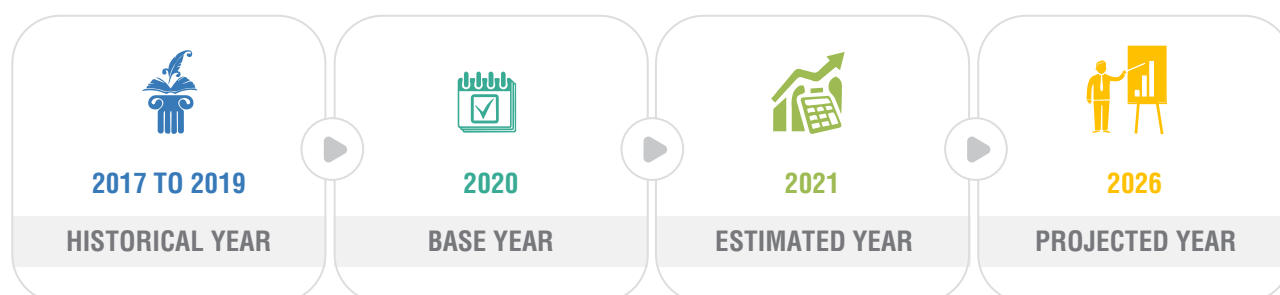 2017 TO 2019
HISTORICAL YEAR
2020
BASE YEAR
2021
ESTIMATED YEAR
2026
PROJECTED YEAR